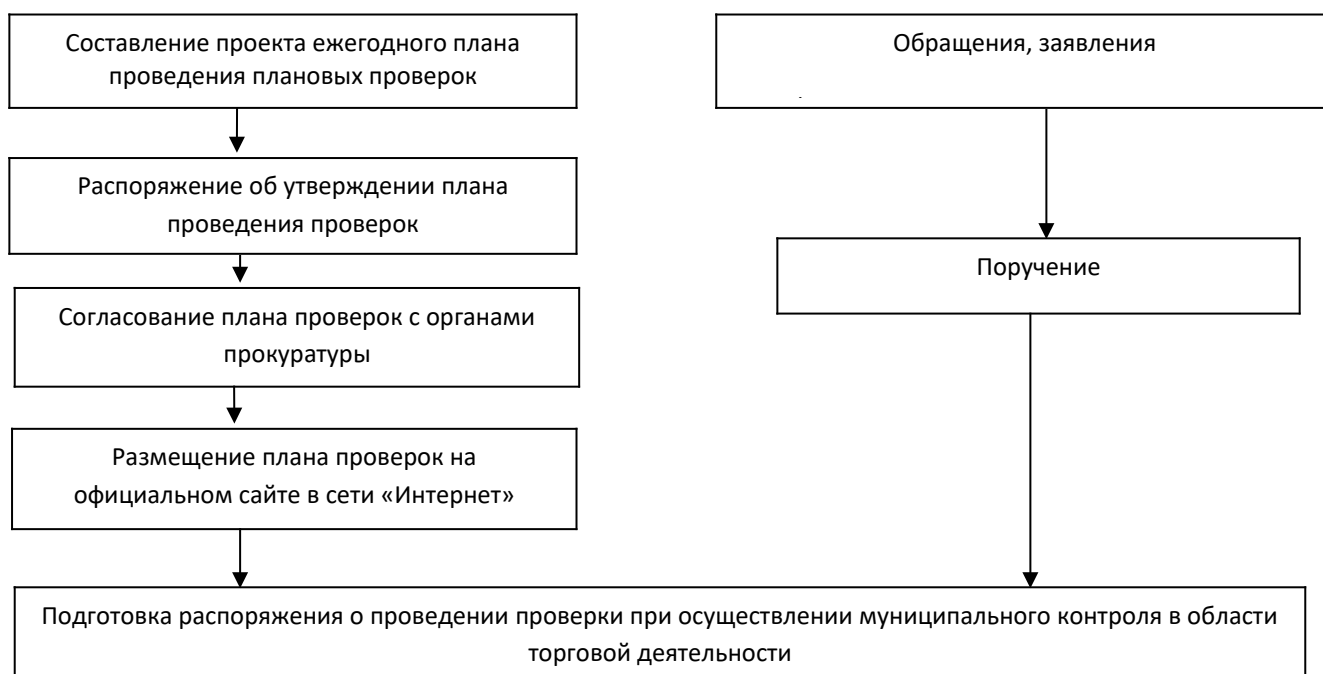 Составление проекта ежегодного плана
проведения плановых проверок
Обращения, заявления
Распоряжение об утверждении плана
проведения проверок
Поручение
Согласование плана проверок с органами
прокуратуры
Размещение плана проверок на
официальном сайте в сети «Интернет»
Подготовка распоряжения о проведении проверки при осуществлении муниципального контроля в области
торговой деятельности